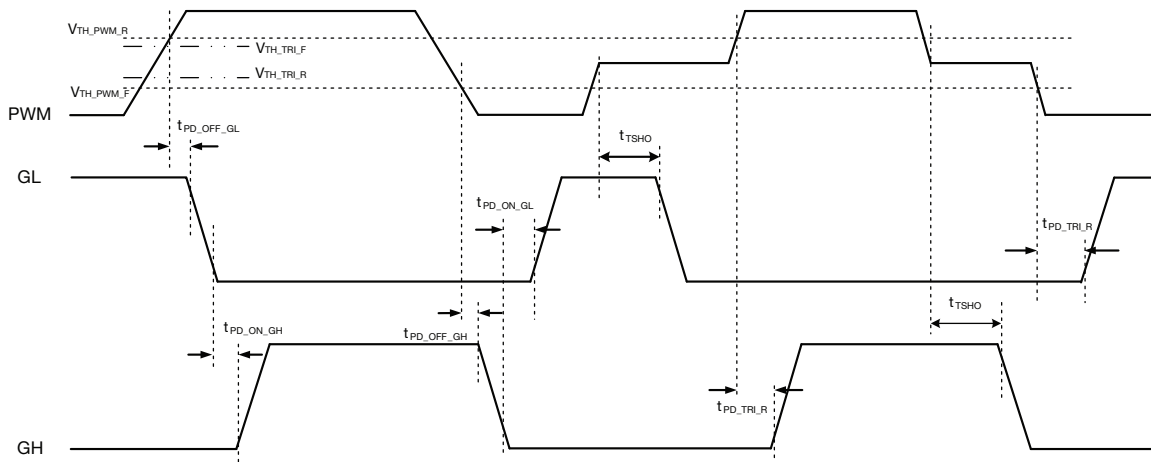 VTH_PWM_R
VTH_TRI_F
VTH_TRI_R
VTH_PWM_F
PWM
tPD_OFF_GL
tTSHO
GL
tPD_ON_GL
tPD_TRI_R
tTSHO
tPD_ON_GH
tPD_OFF_GH
tPD_TRI_R
GH